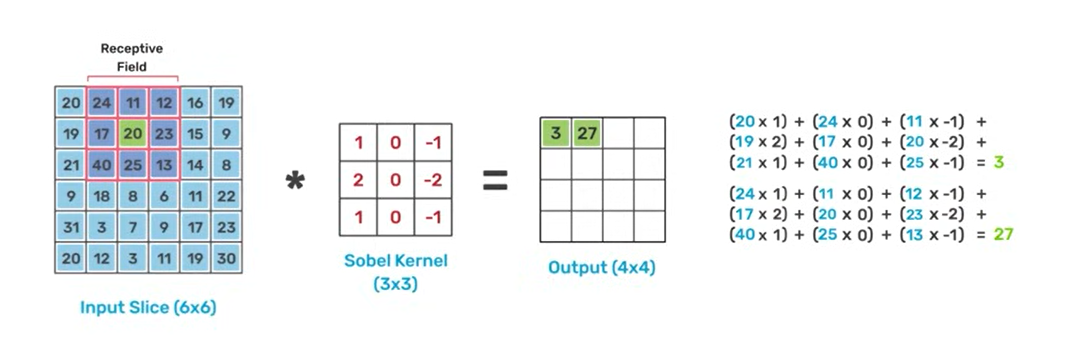 Receptive
Field
20 24 11 12 16 19
19 17 20 23 15 9
21 40 25 13 14 8
9 18 8 6 11 22
31 3 7 9 17 23
20 12 3 11 19 30
Input Slice (6x6)
*
1 0 -1
2 0 -2
1 0 -1
Sobel Kernel
(3x3)
=
3 27
Output (4x4)
(20 x 1) + (24 x 0) + (11 x -1) +
(19 x 2) + (17 x 0) + (20 x -2) +
(21 x 1) + (40 x 0) + (25 x -1) = 3
(24 x 1) + (11 x 0) + (12 x -1) +
(17 x 2) + (20 x 0) + (23 x -2) +
(40 x 1) + (25 x 0) + (13 x -1) = 27